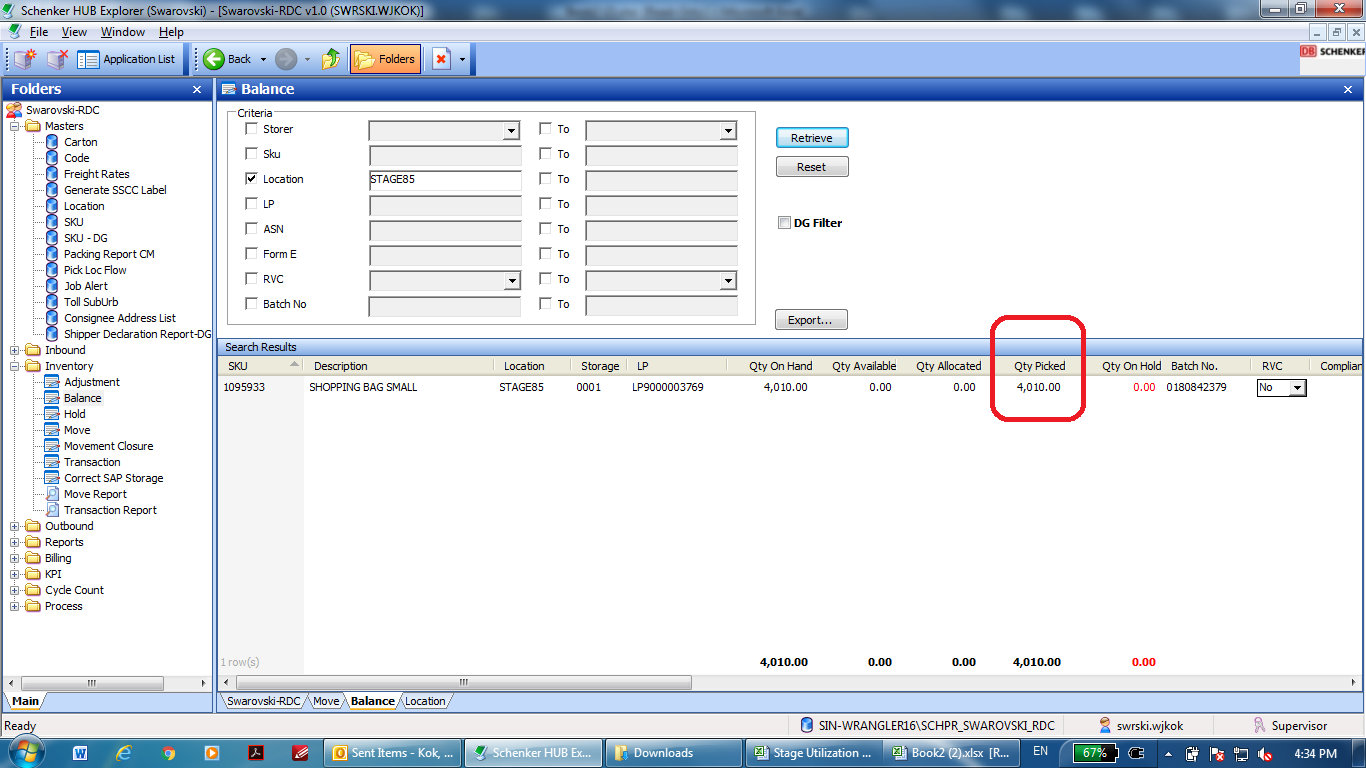 Schenker HUB Explorer (Swarovski) - [Swarovski-RDC v1.0 (SWRSKI.WJKOK)]
File View Window Help
Application List Back Folders
DB SCHENKER
Folders
Swarovski-RDC
Masters
Carton
Code
Freight Rates
Generate SSCC Label
Location
SKU
SKU - DG
Packing Report CM
Pick Loc Flow
Job Alert
Toll SubUrb
Consignee Address List
Shipper Declaration Report-DG
Inbound
Inventory
Adjustment
Balance
Hold
Move
Movement Closure
Transaction
Correct SAP Storage
Move Report
Transaction Report
Outbound
Reports
Billing
KPI
Cycle Count
Process
Main
Balance
Criteria
Storer To
Sku To
Location STAGE85 To
LP To
ASN To
Form E To
RVC To
Batch No To
Retrieve
Reset
DG Filter
Export...
Search Results
SKU Description Location Storage LP Qty On Hand Qty Available Qty Allocated Qty Picked Qty On Hold Batch No. RVC Complian
1095933 SHOPPING BAG SMALL STAGE85 0001 LP9000003769 4,010.00 0.00 0.00 4,010.00 0.00 0180842379 No
1 row(s) 4,010.00 0.00 0.00 4,010.00 0.00
Swarovski-RDC Move Balance Location
Ready SIN-WRANGLER16\SCHPR_SWAROVSKI_RDC swrski.wjkok Supervisor
Sent Items - Kok, ... Schenker HUB Ex... Downloads Stage Utilization ... Book2 (2).xlsx [R... EN 67% 4:34 PM